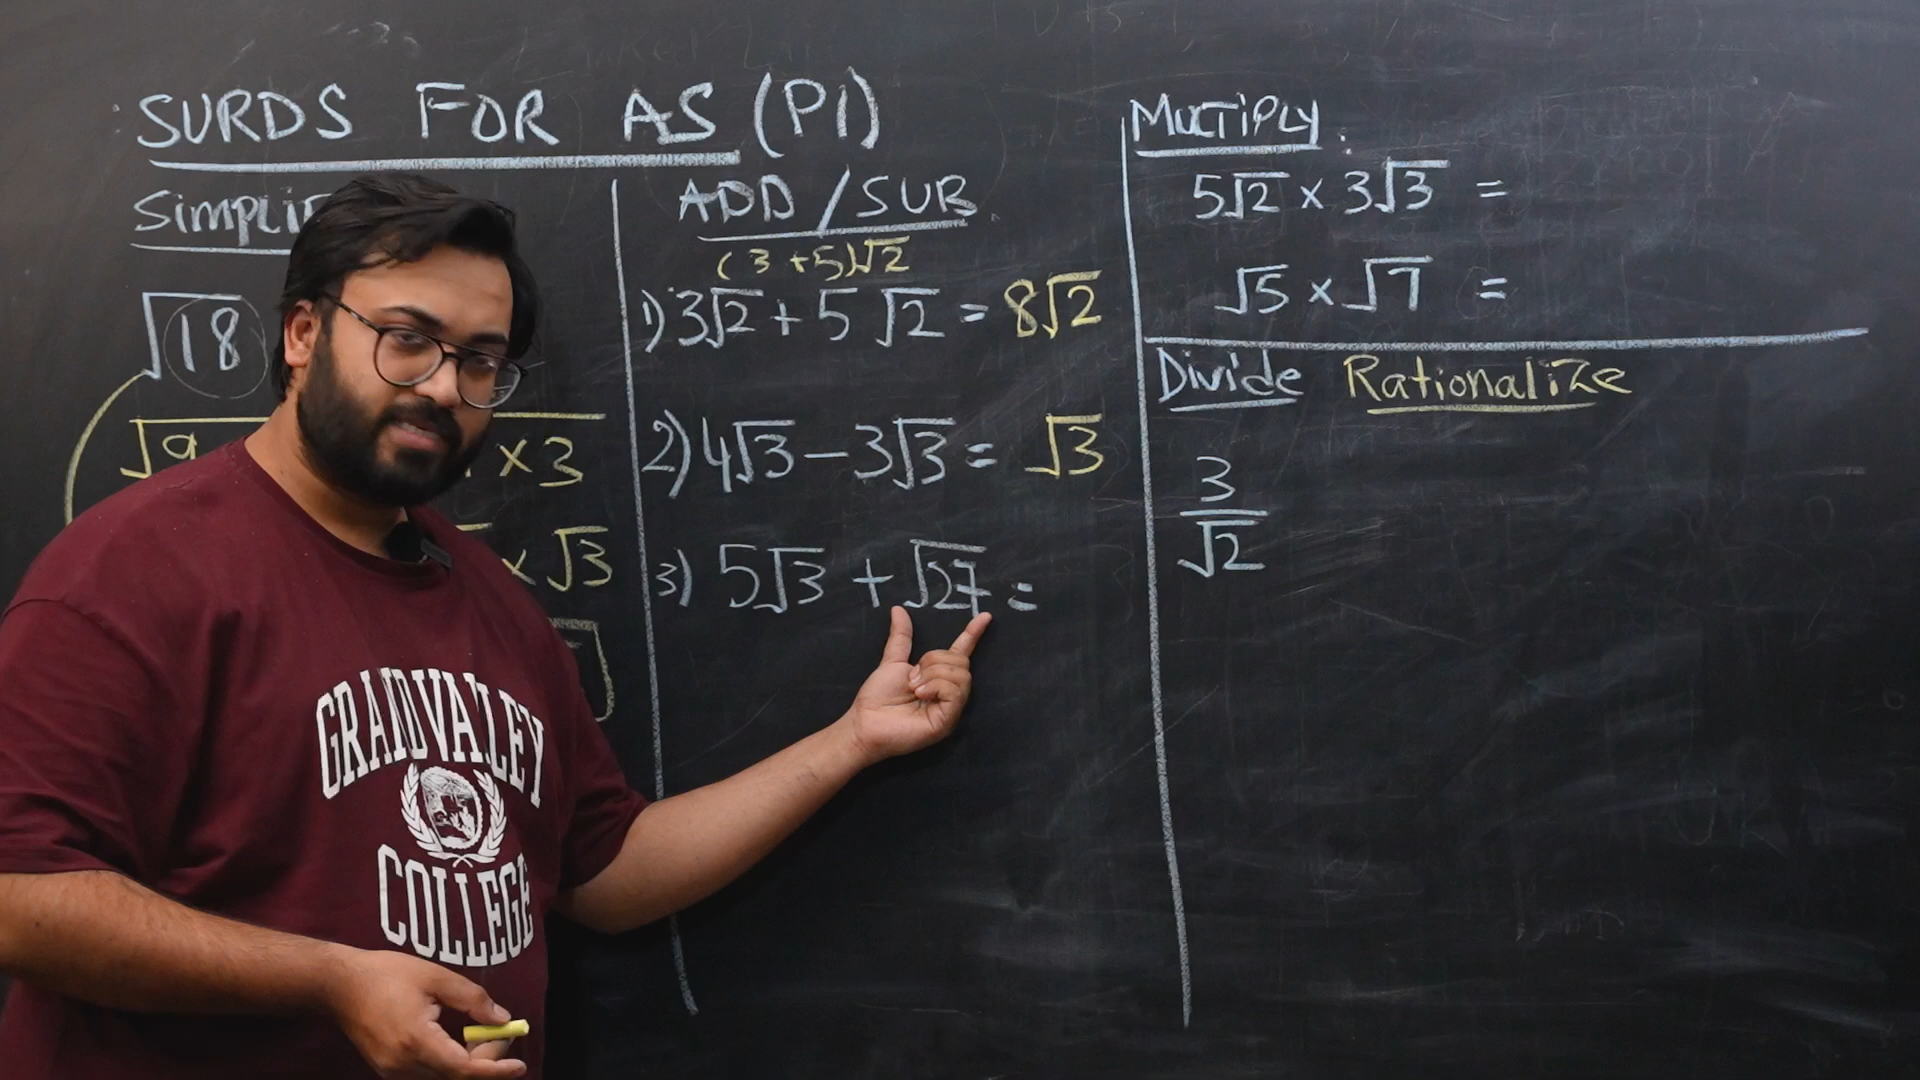 SURDS FOR AS (P1)
Simplif
√18
√9 × 3
× √3
ADD / SUB
(3+5)√2
1) 3√2 + 5√2 = 8√2
2) 4√3 − 3√3 = √3
3) 5√3 + √27 =
Multiply
5√2 × 3√3 =
√5 × √7 =
Divide Rationalize
3
√2
GRANDVALLEY
COLLEGE